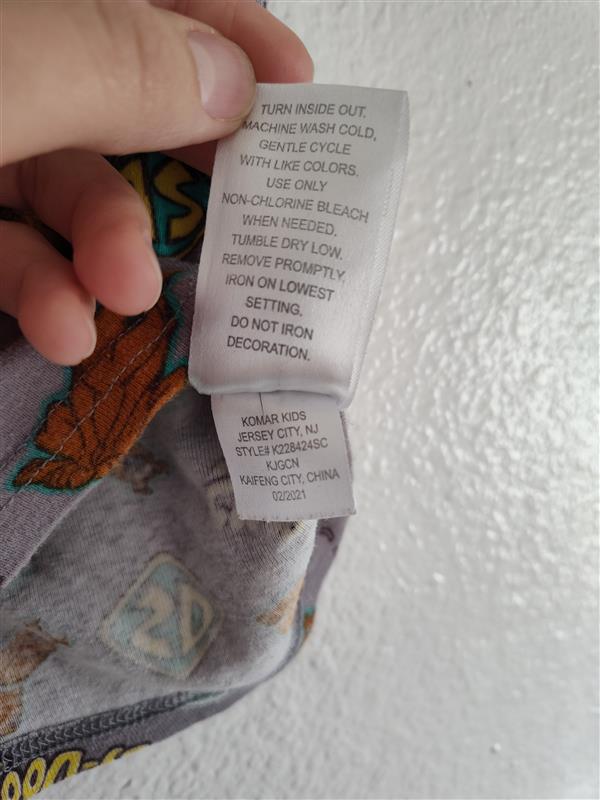 TURN INSIDE OUT.
MACHINE WASH COLD,
GENTLE CYCLE
WITH LIKE COLORS.
USE ONLY
NON-CHLORINE BLEACH
WHEN NEEDED.
TUMBLE DRY LOW.
REMOVE PROMPTLY.
IRON ON LOWEST
SETTING.
DO NOT IRON
DECORATION.
KOMAR KIDS
JERSEY CITY, NJ
STYLE# K228424SC
KJGCN
KAIFENG CITY, CHINA
02/2021